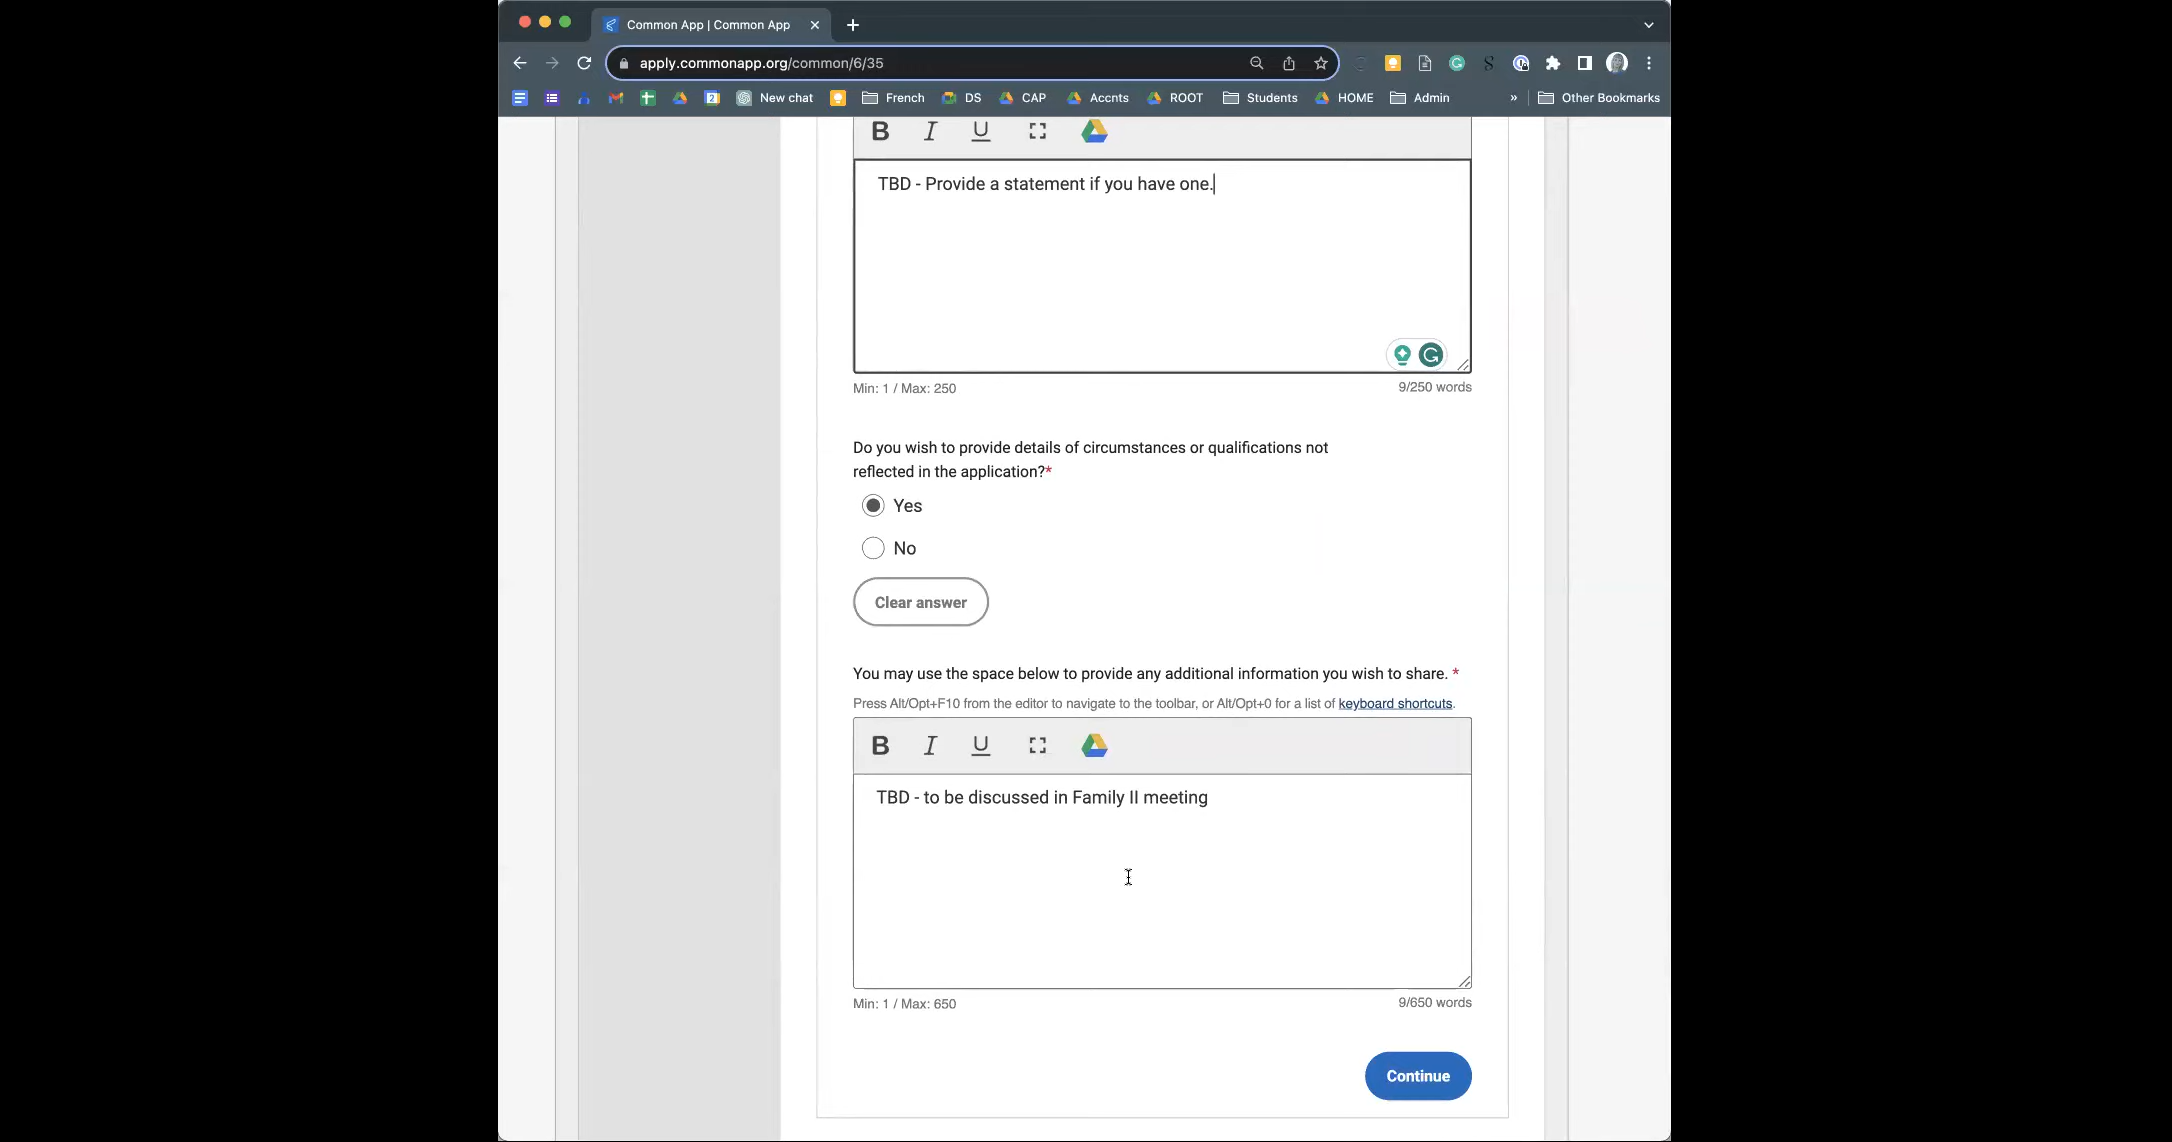 Common App | Common App
apply.commonapp.org/common/6/35
New chat French DS CAP Accnts ROOT Students HOME Admin » Other Bookmarks
B I U
TBD - Provide a statement if you have one.
Min: 1 / Max: 250 9/250 words
Do you wish to provide details of circumstances or qualifications not
reflected in the application?*
Yes
No
Clear answer
You may use the space below to provide any additional information you wish to share. *
Press Alt/Opt+F10 from the editor to navigate to the toolbar, or Alt/Opt+0 for a list of keyboard shortcuts.
B I U
TBD - to be discussed in Family II meeting
Min: 1 / Max: 650 9/650 words
Continue